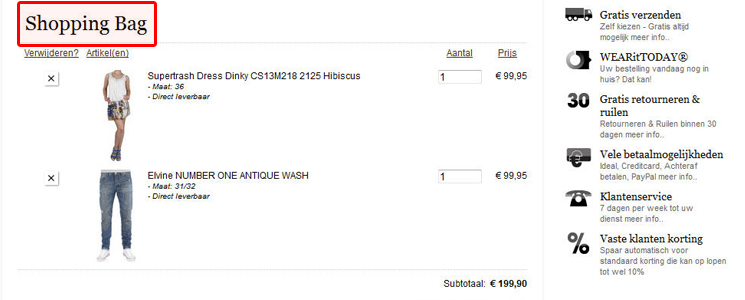 Shopping Bag
Verwijderen? Artikel(en) Aantal Prijs
× Supertrash Dress Dinky CS13M218 2125 Hibiscus 1 € 99,95
- Maat: 36
- Direct leverbaar
× Elvine NUMBER ONE ANTIQUE WASH 1 € 99,95
- Maat: 31/32
- Direct leverbaar
Subtotaal: € 199,90
Gratis verzenden
Zelf kiezen - Gratis altijd
mogelijk meer info..
WEARitTODAY®
Uw bestelling vandaag nog in
huis? Dat kan!
30 Gratis retourneren &
ruilen
Retourneren & Ruilen binnen 30
dagen meer info..
Vele betaalmogelijkheden
Ideal, Creditcard, Achteraf
betalen, PayPal meer info..
Klantenservice
7 dagen per week tot uw
dienst meer info..
% Vaste klanten korting
Spaar automatisch voor
standaard korting die kan op lopen
tot wel 10%